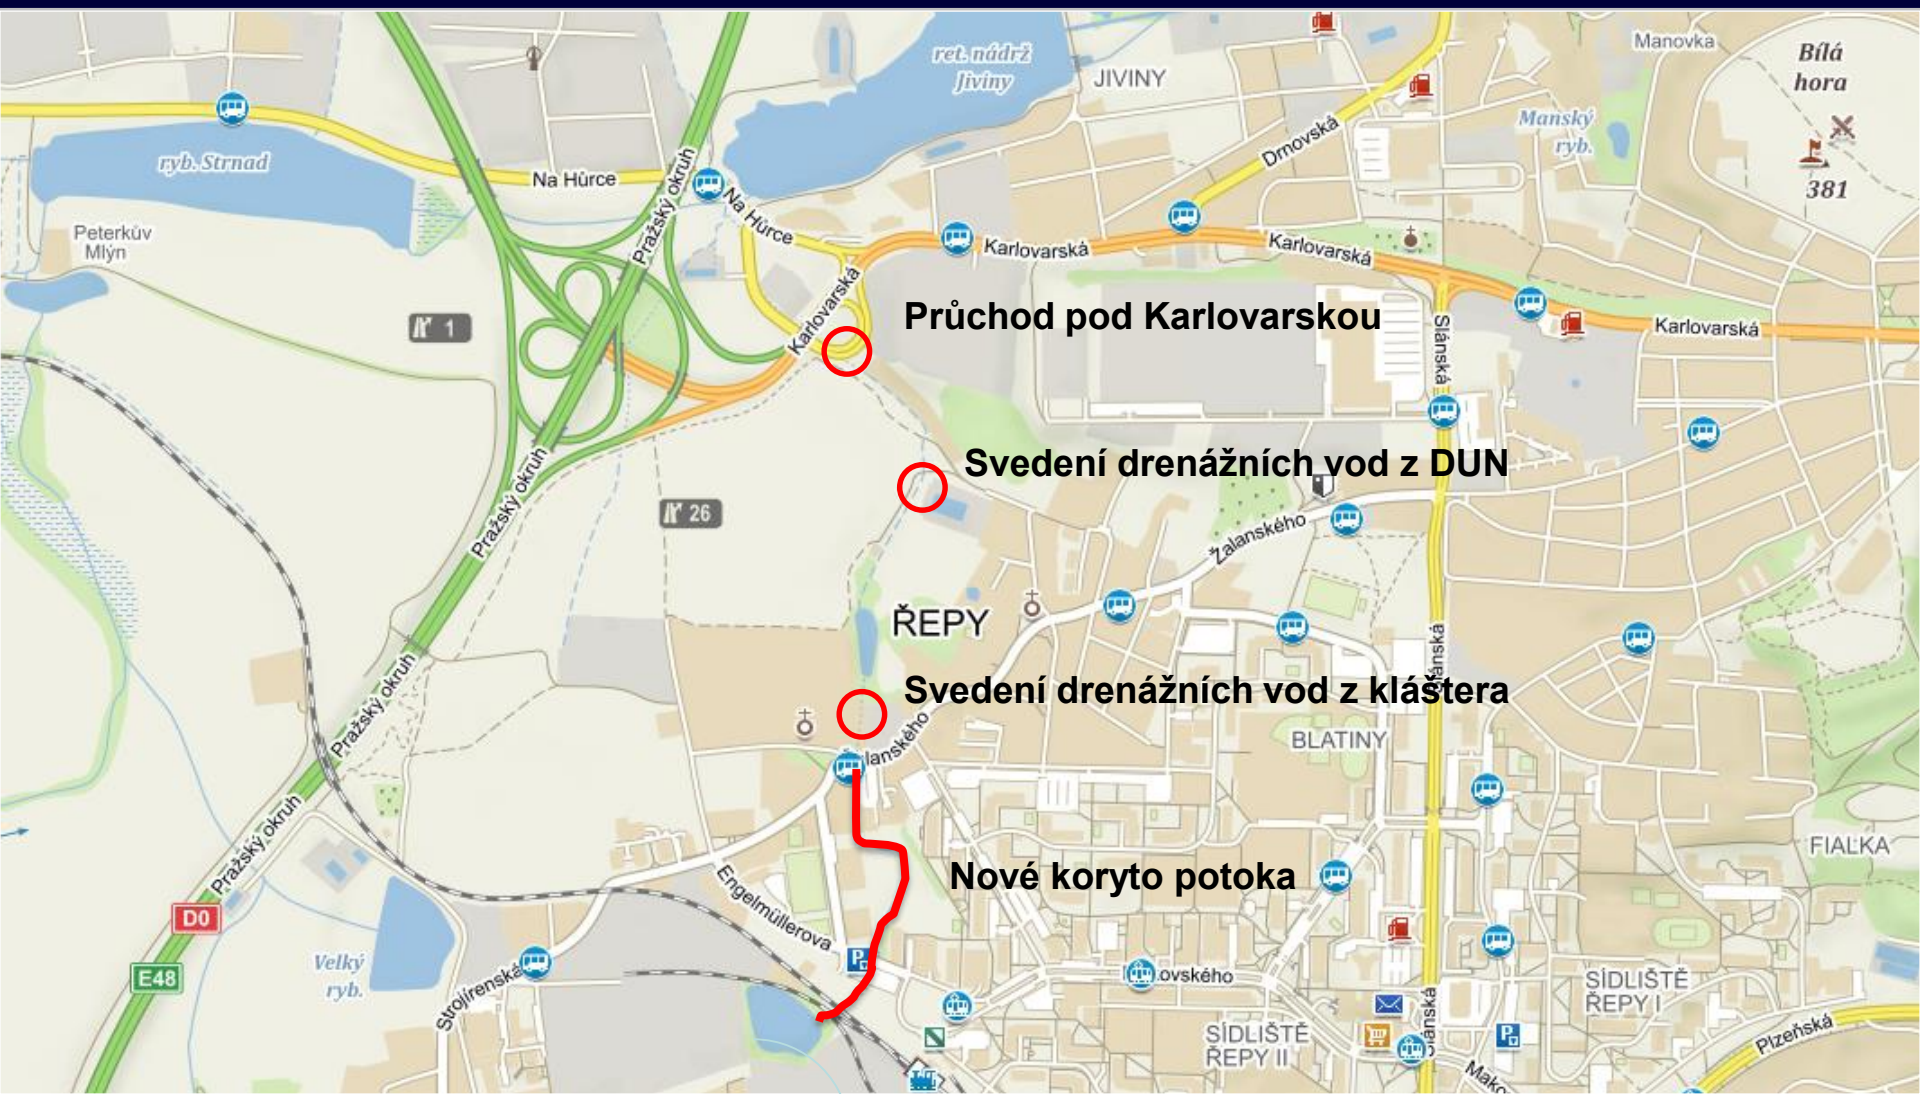 ret. nádrž
Jiviny
JIVINY
Manovka
Bílá
hora
381
Manský
ryb.
Drnovská
ryb. Strnad
Na Hůrce
Pražský okruh
Na Hůrce
Peterkův
Mlýn
Karlovarská
Karlovarská
Karlovarská
Karlovarská
1
Průchod pod Karlovarskou
Slánská
Svedení drenážních vod z DUN
Pražský okruh
26
Žalanského
ŘEPY
Slánská
Pražský okruh
Svedení drenážních vod z kláštera
lanského
BLATINY
Pražský okruh
FIALKA
Nové koryto potoka
Engelmüllerova
D0
E48
Velký
ryb.
Strojírenská
P
ovského
SÍDLIŠTĚ
ŘEPY I
SÍDLIŠTĚ
ŘEPY II
Slánská
P
Plzeňská
Mako